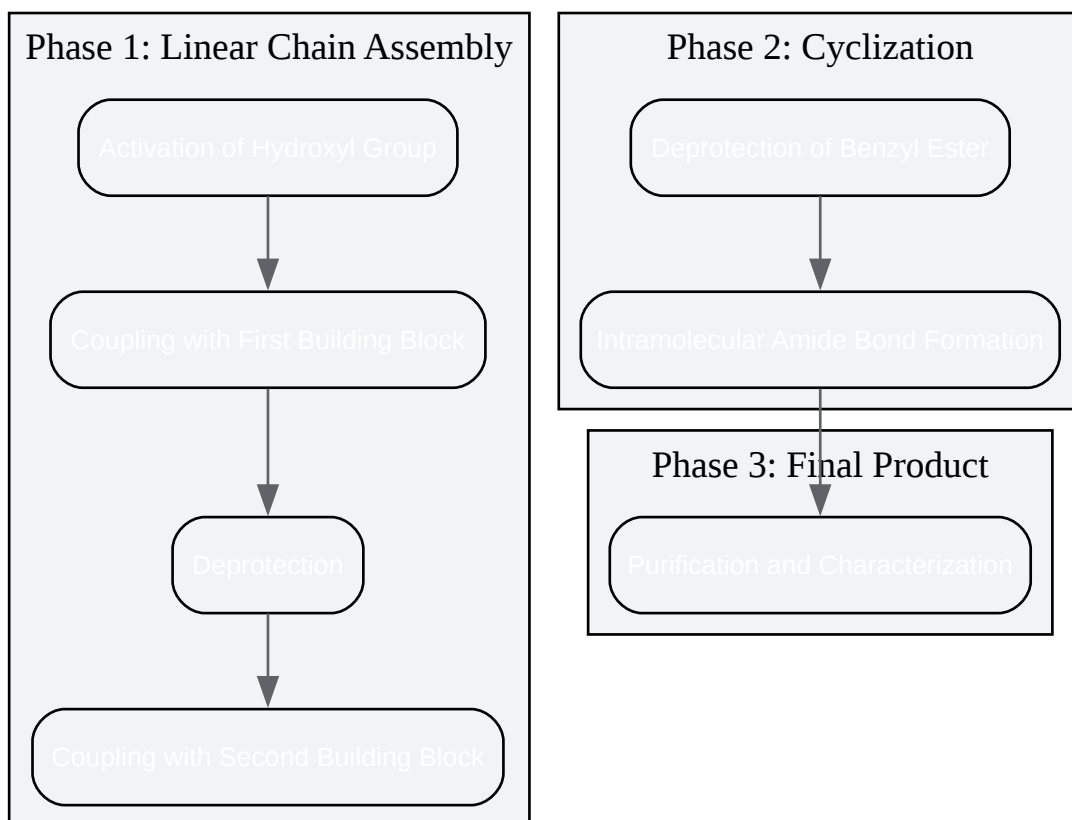 Phase 1: Linear Chain Assembly
Activation of Hydroxyl Group
Coupling with First Building Block
Deprotection
Coupling with Second Building Block
Phase 2: Cyclization
Deprotection of Benzyl Ester
Intramolecular Amide Bond Formation
Phase 3: Final Product
Purification and Characterization